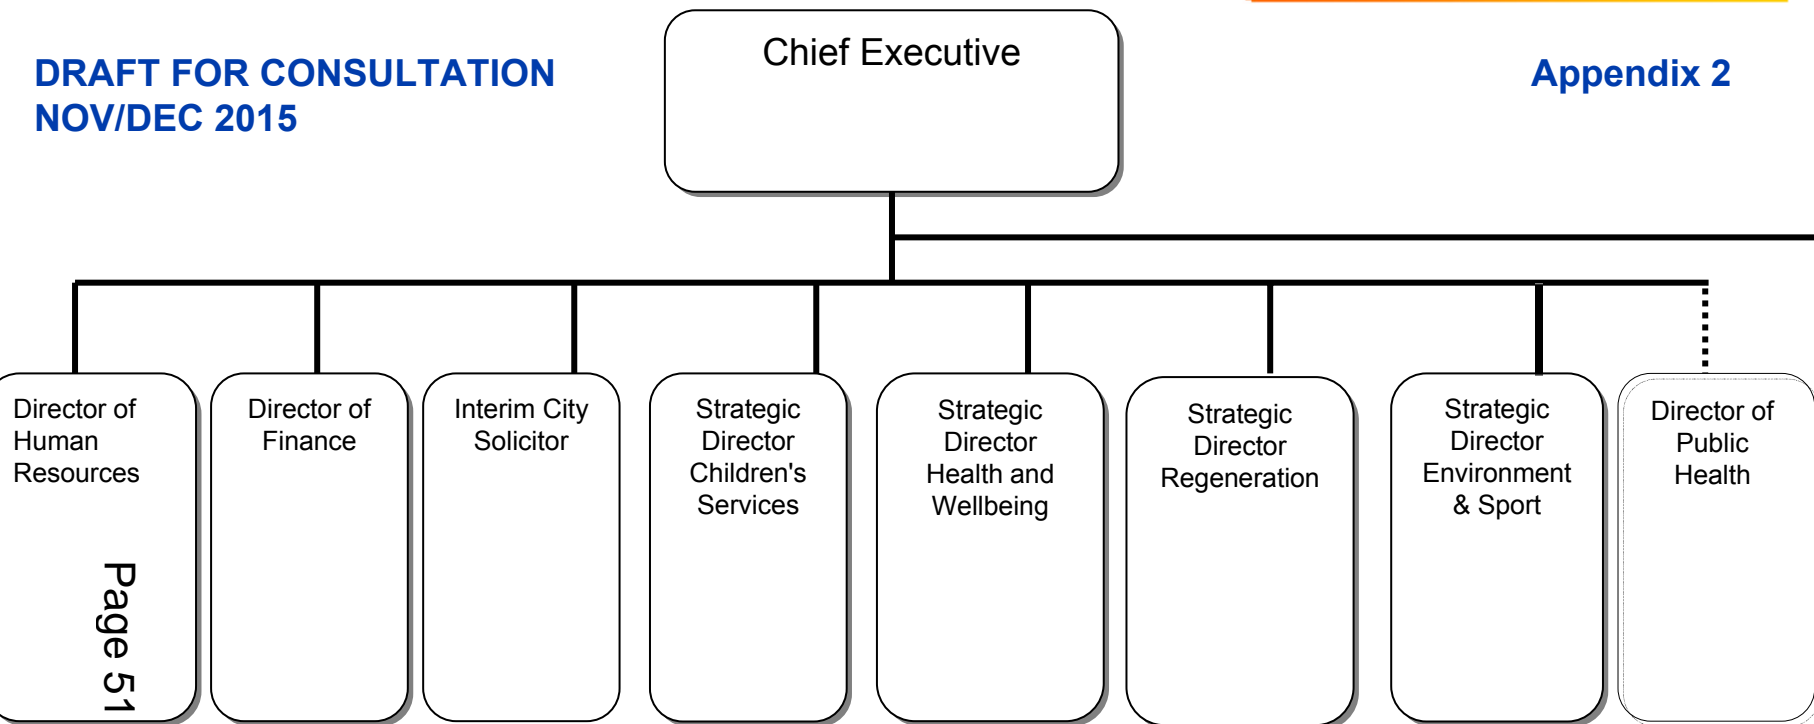 DRAFT FOR CONSULTATION
NOV/DEC 2015
Chief Executive
Appendix 2
Director of
Human
Resources
Director of
Finance
Interim City
Solicitor
Strategic
Director
Children's
Services
Strategic
Director
Health and
Wellbeing
Strategic
Director
Regeneration
Strategic
Director
Environment
& Sport
Director of
Public
Health
Page 51